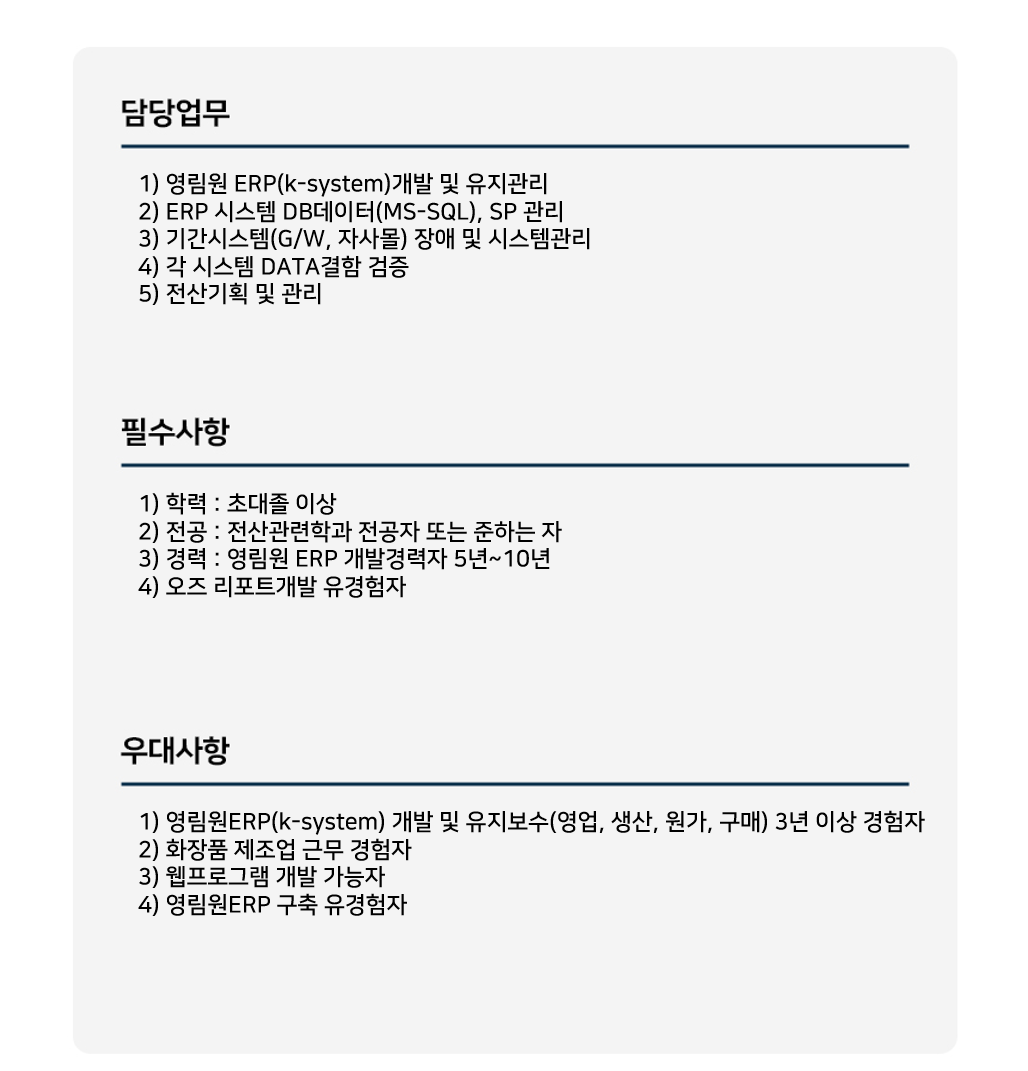 담당업무
1) 영림원 ERP(k-system)개발 및 유지관리
2) ERP 시스템 DB데이터(MS-SQL), SP 관리
3) 기간시스템(G/W, 자사몰) 장애 및 시스템관리
4) 각 시스템 DATA결함 검증
5) 전산기획 및 관리
필수사항
1) 학력 : 초대졸 이상
2) 전공 : 전산관련학과 전공자 또는 준하는 자
3) 경력 : 영림원 ERP 개발경력자 5년~10년
4) 오즈 리포트개발 유경험자
우대사항
1) 영림원ERP(k-system) 개발 및 유지보수(영업, 생산, 원가, 구매) 3년 이상 경험자
2) 화장품 제조업 근무 경험자
3) 웹프로그램 개발 가능자
4) 영림원ERP 구축 유경험자